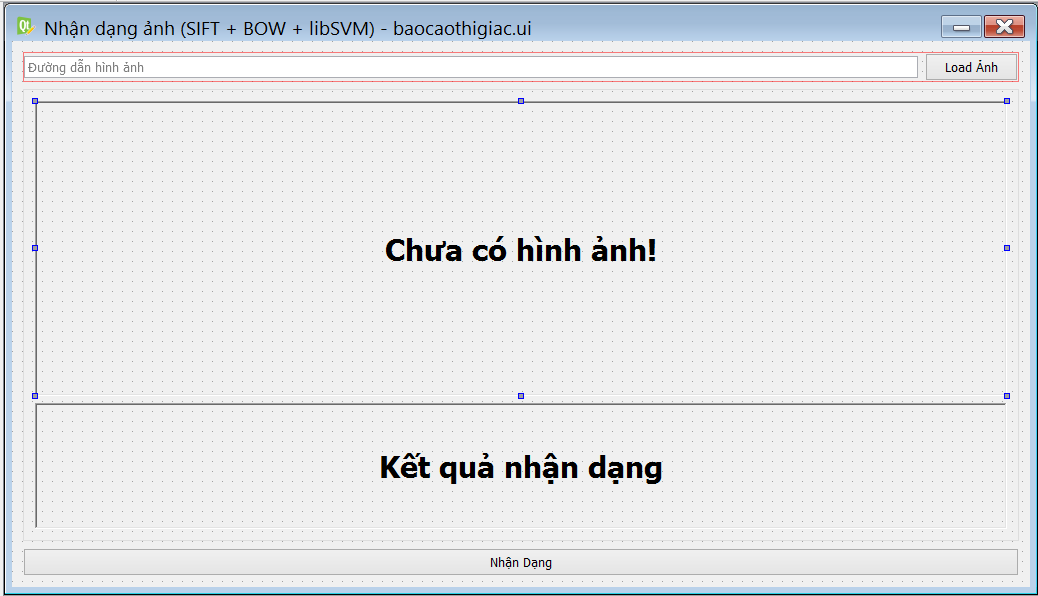 Nhận dạng ảnh (SIFT + BOW + libSVM) - baocaothigiac.ui
Đường dẫn hình ảnh
Load Ảnh
Chưa có hình ảnh!
Kết quả nhận dạng
Nhận Dạng